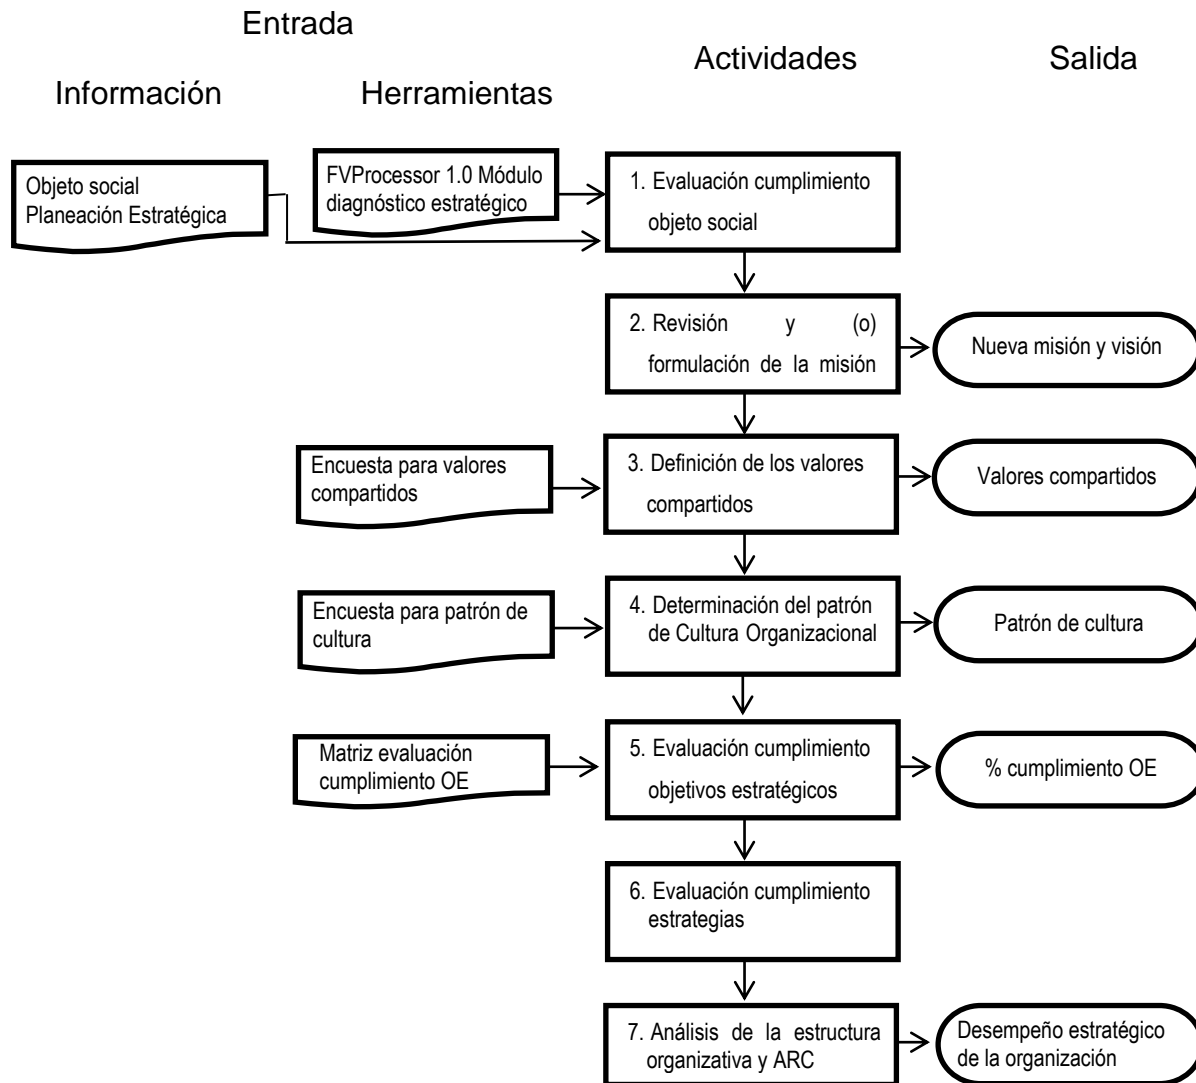 Entrada
Actividades
Salida
Información
Herramientas
Objeto social
Planeación Estratégica
FVProcessor 1.0 Módulo
diagnóstico estratégico
1. Evaluación cumplimiento
objeto social
2. Revisión y (o)
formulación de la misión
Nueva misión y visión
Encuesta para valores
compartidos
3. Definición de los valores
compartidos
Valores compartidos
Encuesta para patrón de
cultura
4. Determinación del patrón
de Cultura Organizacional
Patrón de cultura
Matriz evaluación
cumplimiento OE
5. Evaluación cumplimiento
objetivos estratégicos
% cumplimiento OE
6. Evaluación cumplimiento
estrategias
7. Análisis de la estructura
organizativa y ARC
Desempeño estratégico
de la organización